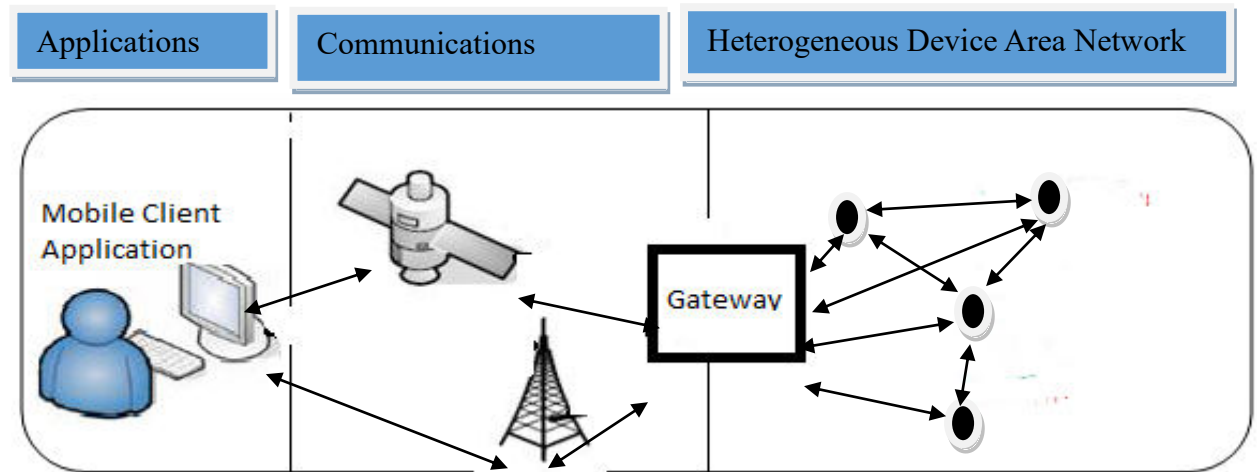 Applications
Communications
Heterogeneous Device Area Network
Mobile Client
Application
Gateway